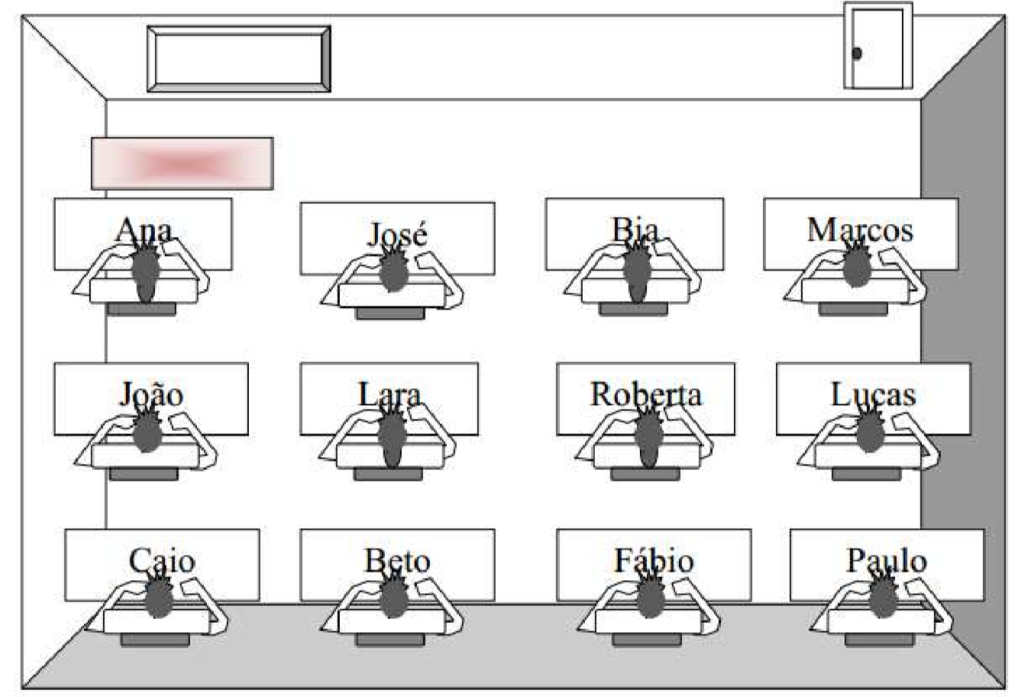 Ana José Bia Marcos
João Lara Roberta Lucas
Caio Beto Fábio Paulo